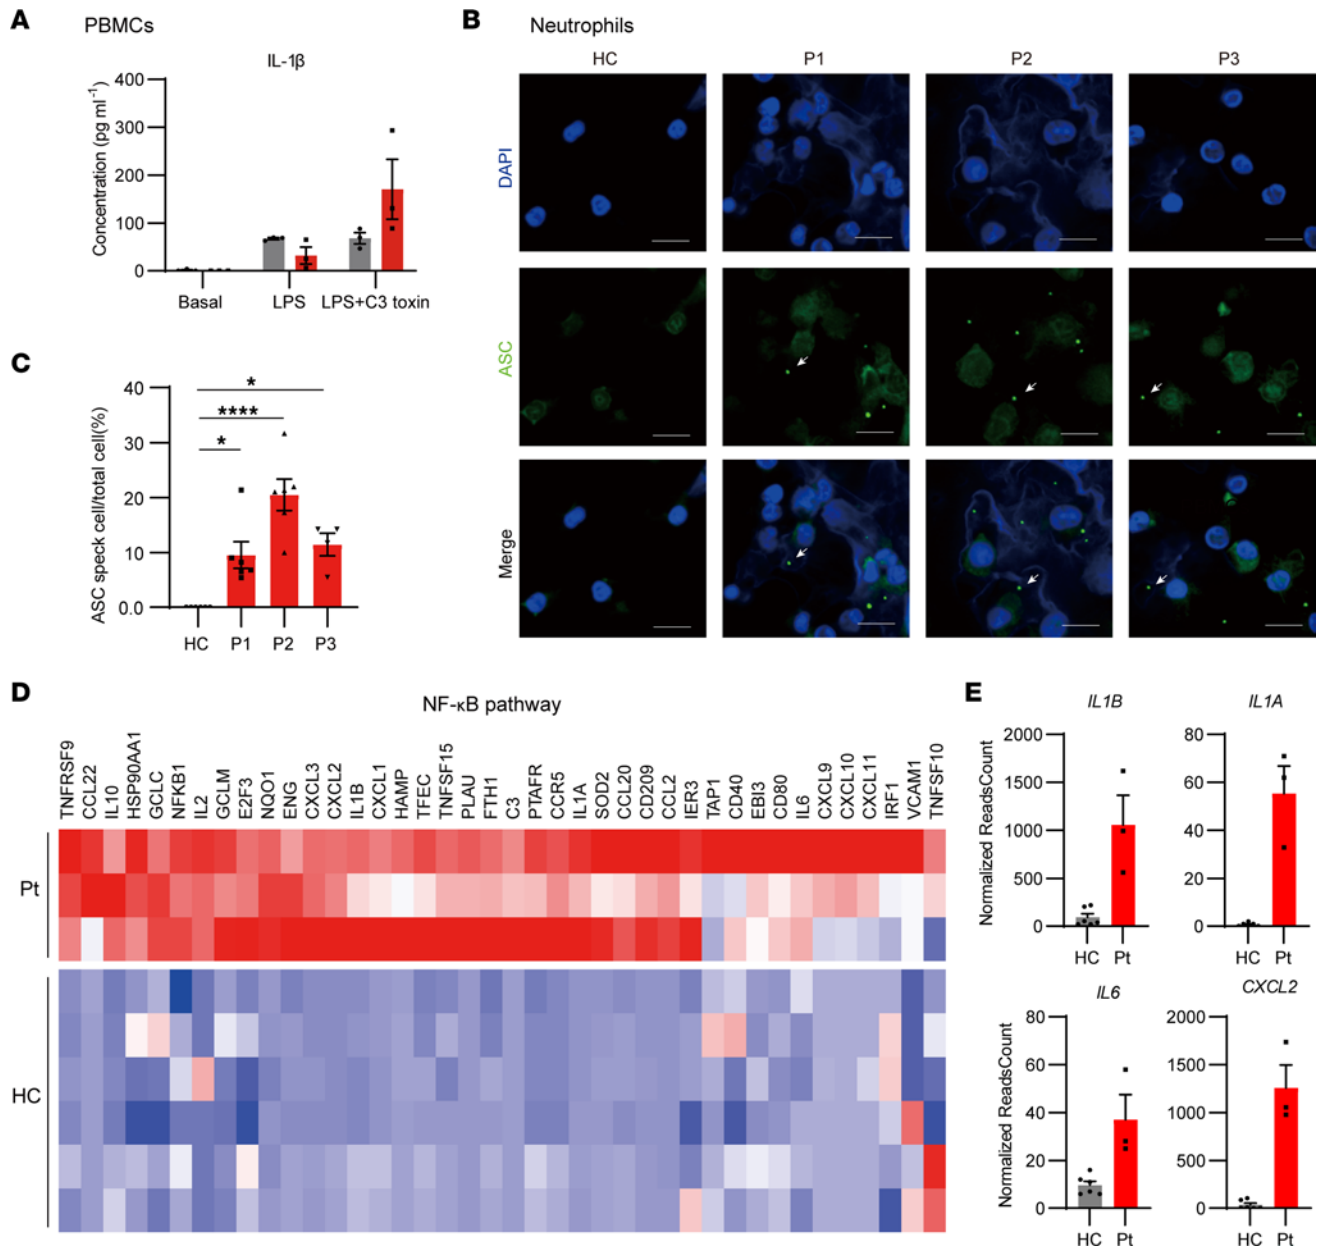 A PBMCs
IL-1β
Concentration (pg ml⁻¹)
400
300
200
100
0
Basal LPS LPS+C3 toxin
B Neutrophils
HC P1 P2 P3
DAPI
ASC
Merge
C
ASC speck cell/total cell(%)
40
30
20
10
0.0
* **** *
HC P1 P2 P3
D
NF-κB pathway
TNFRSF9 CCL22 IL10 HSP90AA1 GCLC NFKB1 IL2 GCLM E2F3 NQO1 ENG CXCL3 CXCL2 IL1B CXCL1 HAMP TFEC TNFSF15 PLAU FTH1 C3 PTAFR CCR5 IL1A SOD2 CCL20 CD209 CCL2 IER3 TAP1 CD40 EBI3 CD80 IL6 CXCL9 CXCL10 CXCL11 IRF1 VCAM1 TNFSF10
Pt
HC
E
IL1B
Normalized ReadsCount
2000
1500
1000
500
0
HC Pt
IL1A
80
60
40
20
0
HC Pt
IL6
Normalized ReadsCount
80
60
40
20
0
HC Pt
CXCL2
2000
1500
1000
500
0
HC Pt